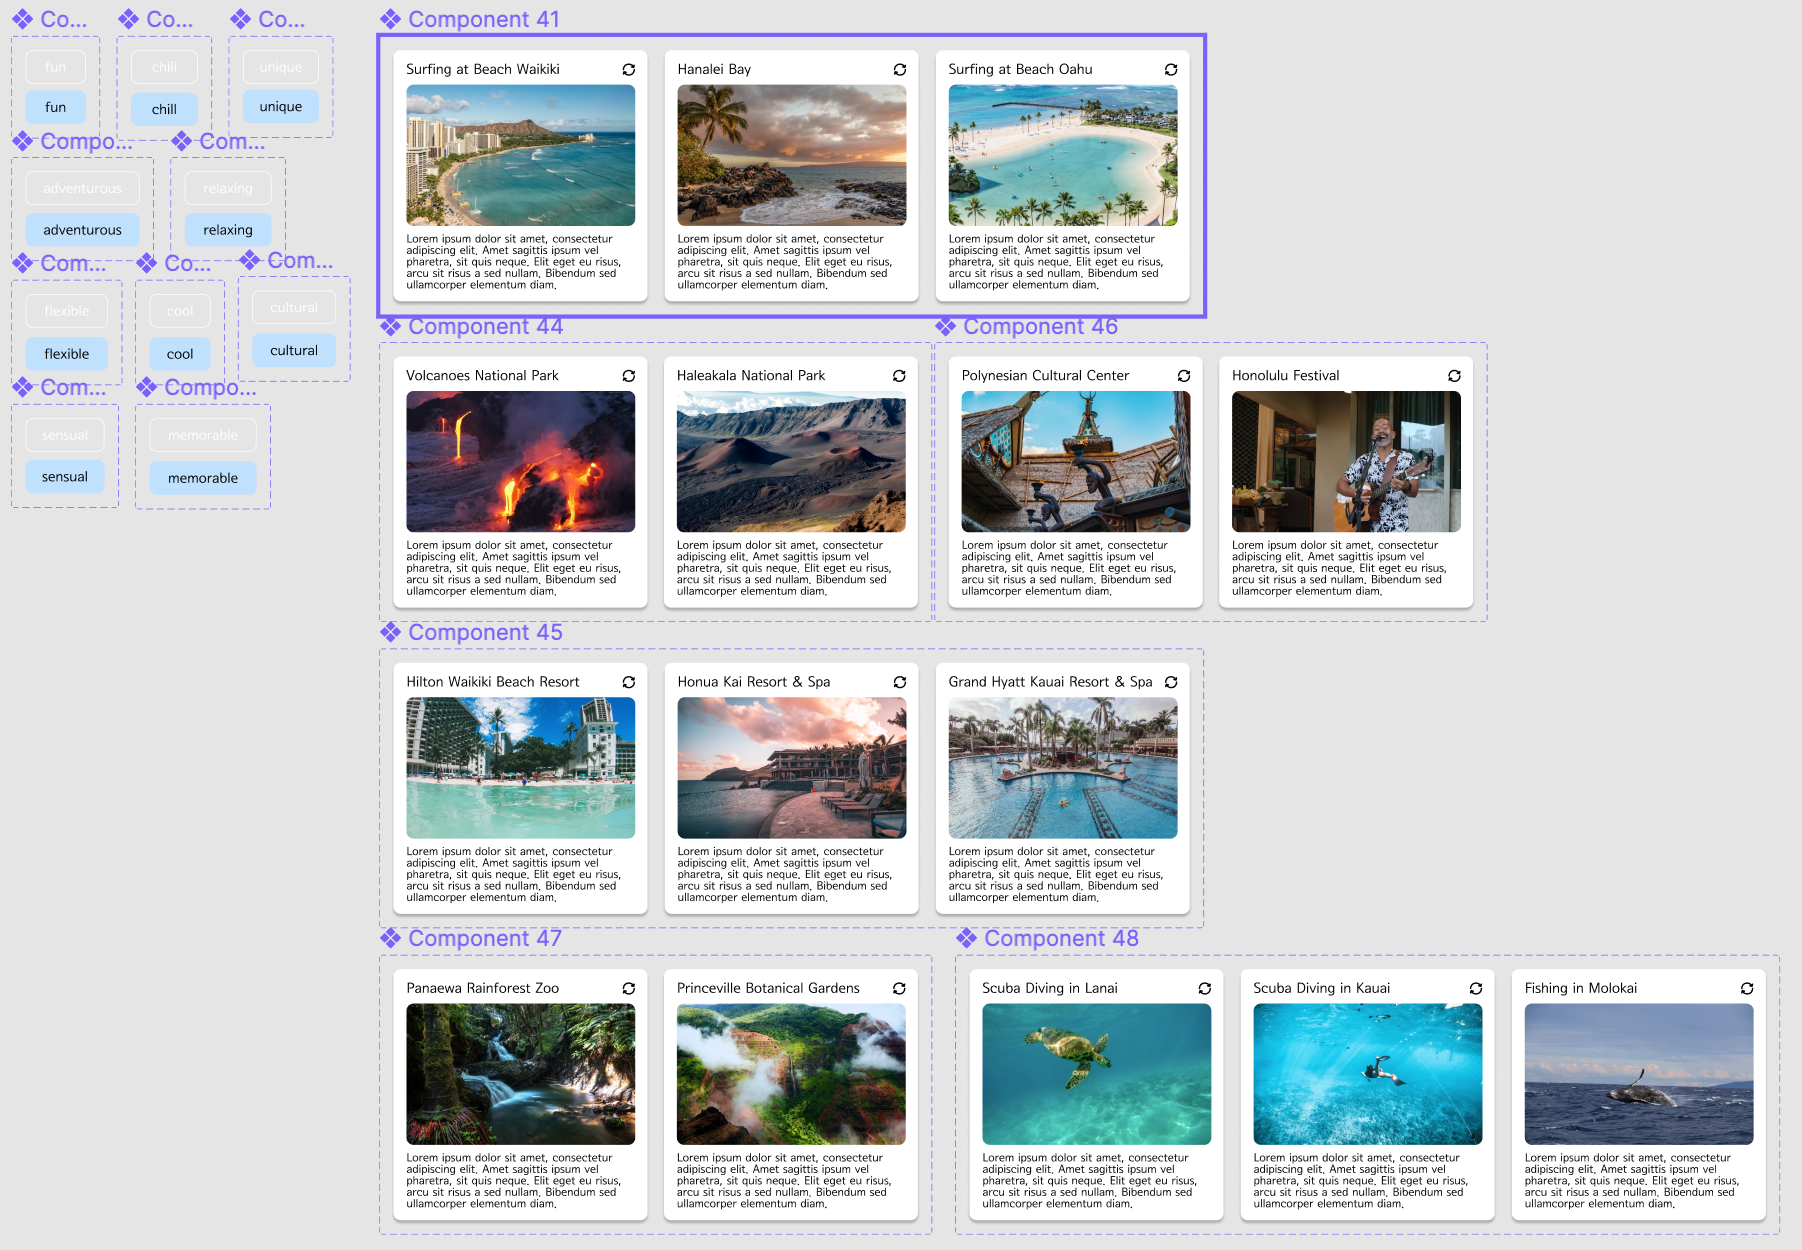 Co...
Co...
Co...
fun
chill
unique
fun
chill
unique
Compo...
Com...
adventurous
relaxing
adventurous
relaxing
Com...
Co...
Com...
flexible
cool
cultural
flexible
cool
cultural
Com...
Compo...
sensual
memorable
sensual
memorable
Component 41
Surfing at Beach Waikiki
Lorem ipsum dolor sit amet, consectetur
adipiscing elit. Amet sagittis ipsum vel
pharetra, sit quis neque. Elit eget eu risus,
arcu sit risus a sed nullam. Bibendum sed
ullamcorper elementum diam.
Hanalei Bay
Lorem ipsum dolor sit amet, consectetur
adipiscing elit. Amet sagittis ipsum vel
pharetra, sit quis neque. Elit eget eu risus,
arcu sit risus a sed nullam. Bibendum sed
ullamcorper elementum diam.
Surfing at Beach Oahu
Lorem ipsum dolor sit amet, consectetur
adipiscing elit. Amet sagittis ipsum vel
pharetra, sit quis neque. Elit eget eu risus,
arcu sit risus a sed nullam. Bibendum sed
ullamcorper elementum diam.
Component 44
Volcanoes National Park
Lorem ipsum dolor sit amet, consectetur
adipiscing elit. Amet sagittis ipsum vel
pharetra, sit quis neque. Elit eget eu risus,
arcu sit risus a sed nullam. Bibendum sed
ullamcorper elementum diam.
Haleakala National Park
Lorem ipsum dolor sit amet, consectetur
adipiscing elit. Amet sagittis ipsum vel
pharetra, sit quis neque. Elit eget eu risus,
arcu sit risus a sed nullam. Bibendum sed
ullamcorper elementum diam.
Component 46
Polynesian Cultural Center
Lorem ipsum dolor sit amet, consectetur
adipiscing elit. Amet sagittis ipsum vel
pharetra, sit quis neque. Elit eget eu risus,
arcu sit risus a sed nullam. Bibendum sed
ullamcorper elementum diam.
Honolulu Festival
Lorem ipsum dolor sit amet, consectetur
adipiscing elit. Amet sagittis ipsum vel
pharetra, sit quis neque. Elit eget eu risus,
arcu sit risus a sed nullam. Bibendum sed
ullamcorper elementum diam.
Component 45
Hilton Waikiki Beach Resort
Lorem ipsum dolor sit amet, consectetur
adipiscing elit. Amet sagittis ipsum vel
pharetra, sit quis neque. Elit eget eu risus,
arcu sit risus a sed nullam. Bibendum sed
ullamcorper elementum diam.
Honua Kai Resort & Spa
Lorem ipsum dolor sit amet, consectetur
adipiscing elit. Amet sagittis ipsum vel
pharetra, sit quis neque. Elit eget eu risus,
arcu sit risus a sed nullam. Bibendum sed
ullamcorper elementum diam.
Grand Hyatt Kauai Resort & Spa
Lorem ipsum dolor sit amet, consectetur
adipiscing elit. Amet sagittis ipsum vel
pharetra, sit quis neque. Elit eget eu risus,
arcu sit risus a sed nullam. Bibendum sed
ullamcorper elementum diam.
Component 47
Panaewa Rainforest Zoo
Lorem ipsum dolor sit amet, consectetur
adipiscing elit. Amet sagittis ipsum vel
pharetra, sit quis neque. Elit eget eu risus,
arcu sit risus a sed nullam. Bibendum sed
ullamcorper elementum diam.
Princeville Botanical Gardens
Lorem ipsum dolor sit amet, consectetur
adipiscing elit. Amet sagittis ipsum vel
pharetra, sit quis neque. Elit eget eu risus,
arcu sit risus a sed nullam. Bibendum sed
ullamcorper elementum diam.
Component 48
Scuba Diving in Lanai
Lorem ipsum dolor sit amet, consectetur
adipiscing elit. Amet sagittis ipsum vel
pharetra, sit quis neque. Elit eget eu risus,
arcu sit risus a sed nullam. Bibendum sed
ullamcorper elementum diam.
Scuba Diving in Kauai
Lorem ipsum dolor sit amet, consectetur
adipiscing elit. Amet sagittis ipsum vel
pharetra, sit quis neque. Elit eget eu risus,
arcu sit risus a sed nullam. Bibendum sed
ullamcorper elementum diam.
Fishing in Molokai
Lorem ipsum dolor sit amet, consectetur
adipiscing elit. Amet sagittis ipsum vel
pharetra, sit quis neque. Elit eget eu risus,
arcu sit risus a sed nullam. Bibendum sed
ullamcorper elementum diam.